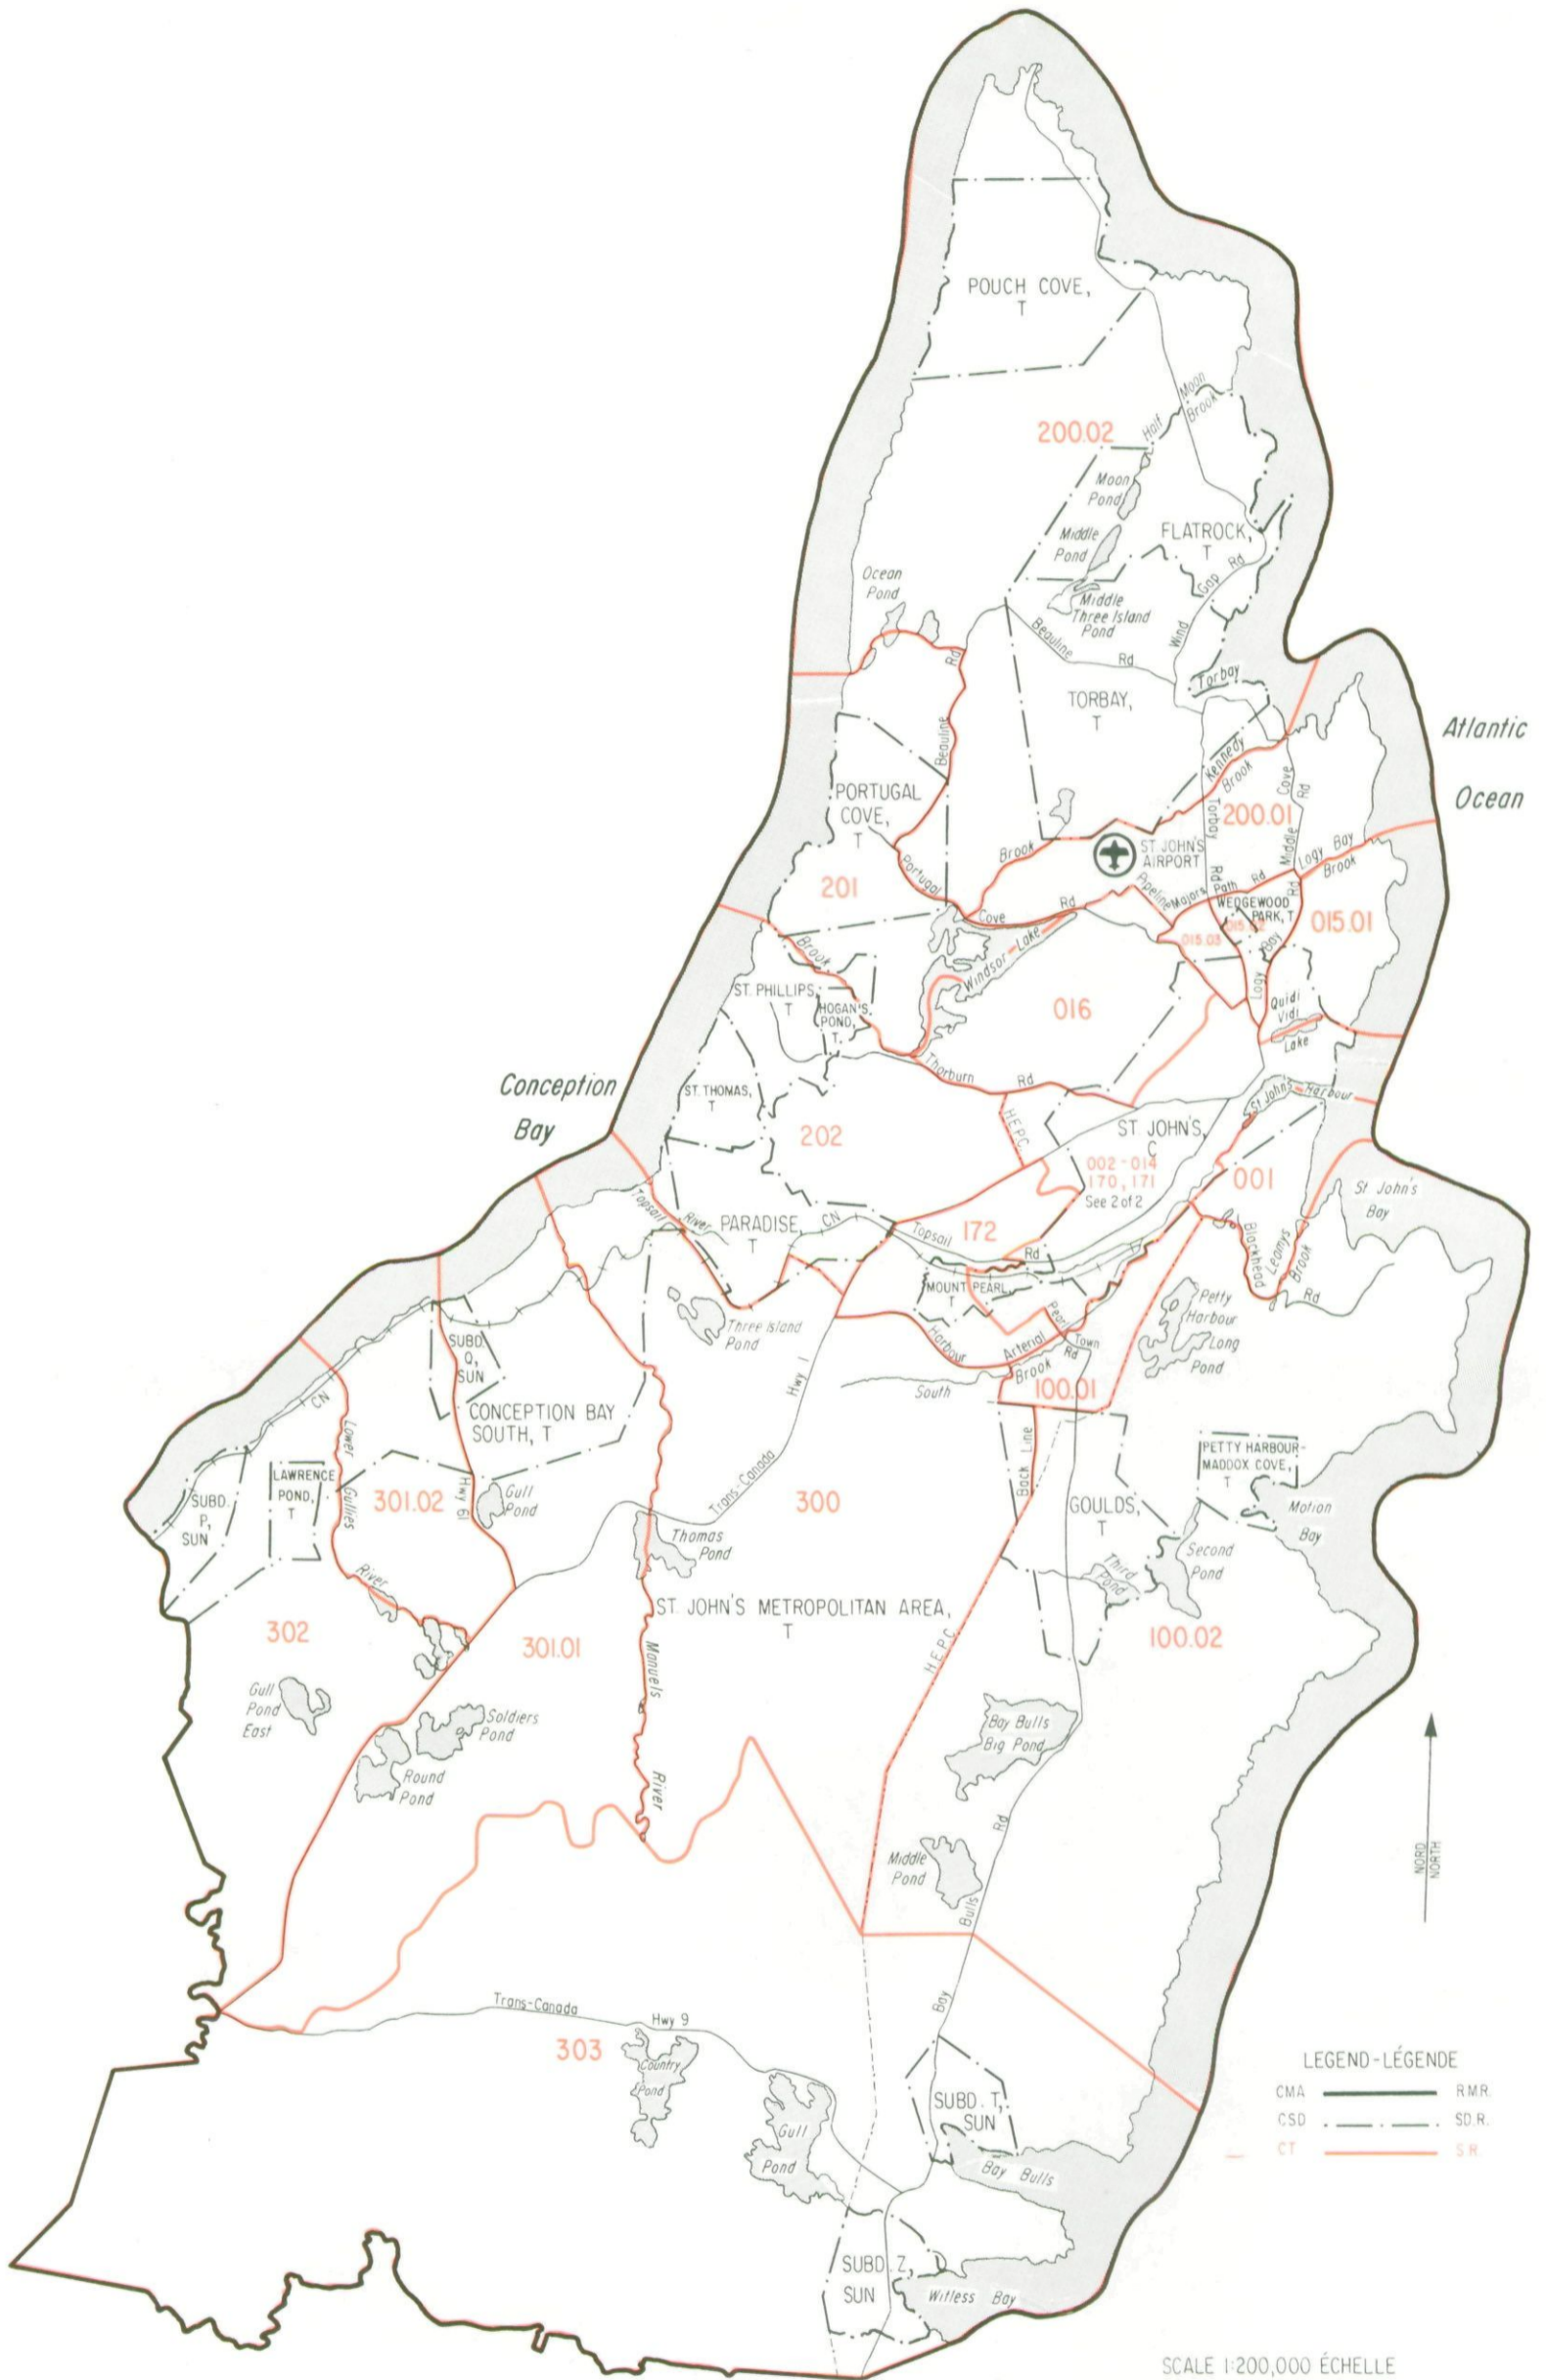 POUCH COVE,
T
200.02
Half
Moon
Brook
Moon
Pond
FLATROCK,
T
Middle
Pond
Ocean
Pond
Middle
Three Island
Pond
Wind
Gap
Rd
Beauline
Rd
Torbay
TORBAY,
T
Beauline
Rd
Kennedy
Brook
Atlantic
Ocean
PORTUGAL
COVE,
T
200.01
Torbay
Rd
Middle
Cove
Rd
ST. JOHN'S
AIRPORT
Brook
Logy Bay
Brook
Portugal
Cove
Rd
201
Pipeline
Majors
Path
Rd
WEDGEWOOD
PARK, T
015.02
015.03
015.01
Logy
Bay
Rd
Brook
Windsor Lake
ST. PHILLIPS,
T
HOGAN'S
POND,
T.
016
Quidi
Vidi
Lake
Thorburn
Rd
Conception
Bay
ST. THOMAS,
T
202
H.E.P.C.
ST. JOHN'S,
C
002-014
170, 171
See 2 of 2
St John's
Harbour
001
St John's
Bay
Topsail
River
PARADISE,
T
CN
Topsail
Rd
172
Blackhead
Rd
Leamys
Brook
MOUNT PEARL,
T
Pearl
Town
Rd
Petty
Harbour
Long
Pond
Three Island
Pond
Harbour
Arterial
South
Brook
100.01
Hwy 1
SUBD.
Q,
SUN
CN
CONCEPTION BAY
SOUTH, T
Lower
Gullies
River
LAWRENCE
POND,
T
SUBD.
P,
SUN
301.02
Hwy 61
Gull
Pond
Trans-Canada
300
Back Line
GOULDS,
T
PETTY HARBOUR-
MADDOX COVE,
T
Motion
Bay
Thomas
Pond
Third
Pond
Second
Pond
302
301.01
ST. JOHN'S METROPOLITAN AREA,
T
H.E.P.C.
100.02
Manuels
River
Gull
Pond
East
Soldiers
Pond
Round
Pond
Bay Bulls
Big Pond
Middle
Pond
Bay
Bulls
Rd
NORD
NORTH
Trans-Canada
Hwy 9
303
Country
Pond
Gull
Pond
SUBD. T,
SUN
Bay Bulls
SUBD. Z,
SUN
Witless Bay
LEGEND-LÉGENDE
CMA R.M.R.
CSD SD.R.
CT S.R.
SCALE 1:200,000 ÉCHELLE